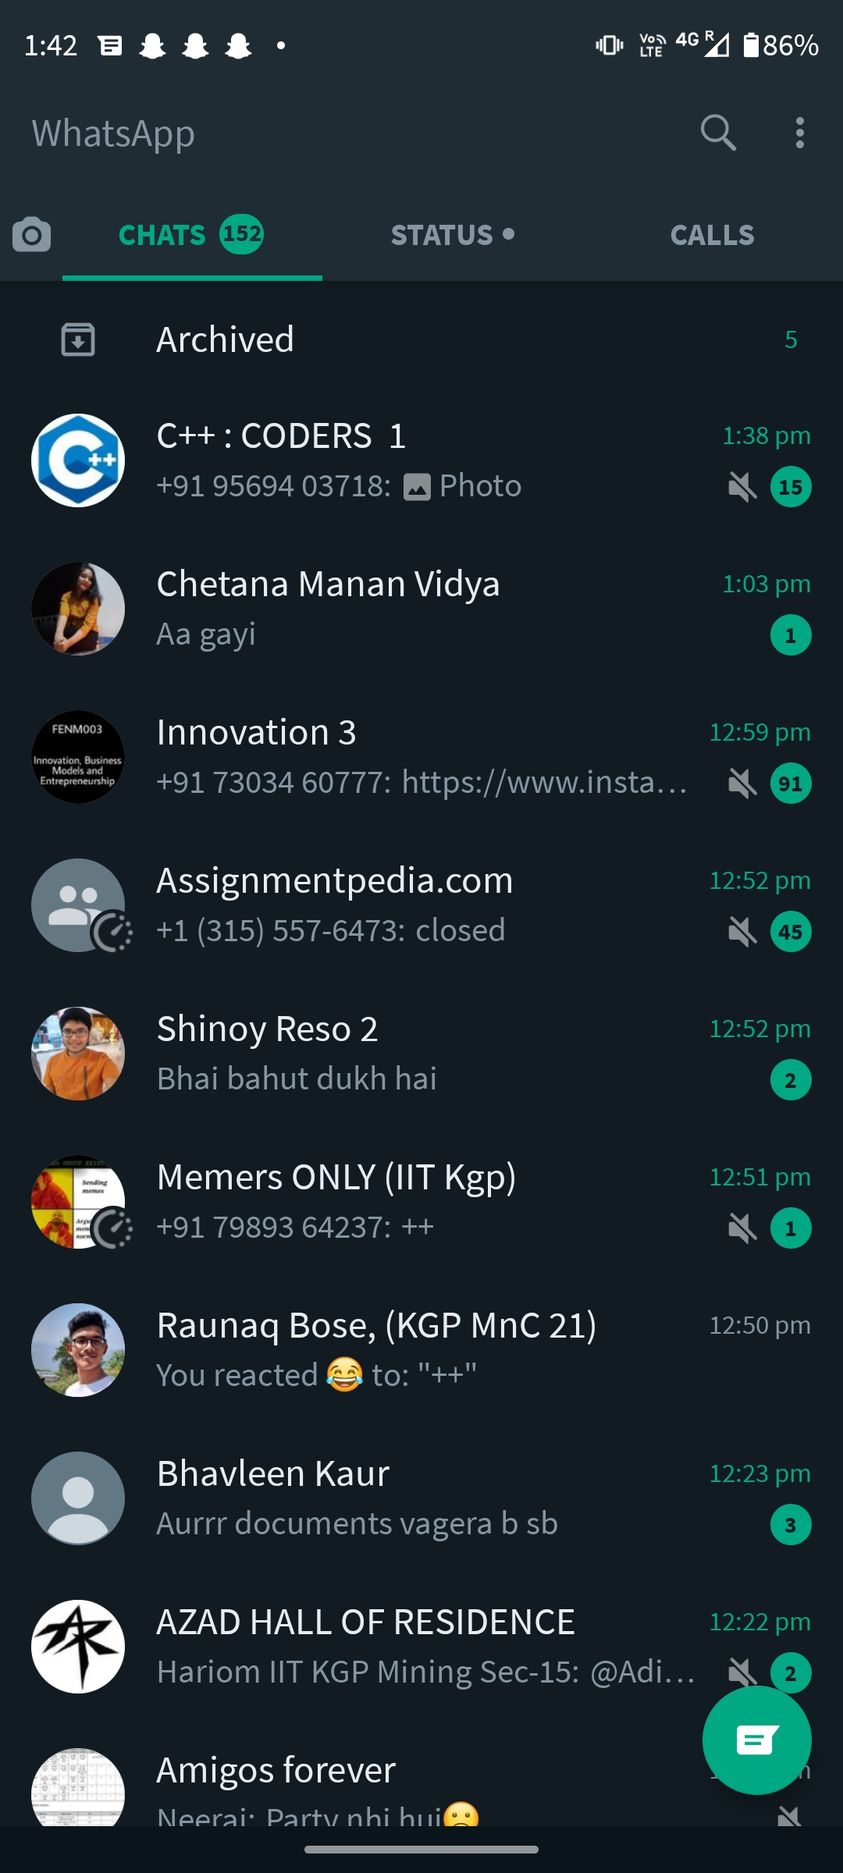 1:42 VoLTE 4G R 86%
WhatsApp
CHATS 152 STATUS • CALLS
Archived 5
C++ : CODERS 1 1:38 pm
+91 95694 03718: Photo 15
Chetana Manan Vidya 1:03 pm
Aa gayi 1
FENM003
Innovation, Business
Models and
Entrepreneurship
Innovation 3 12:59 pm
+91 73034 60777: https://www.insta... 91
Assignmentpedia.com 12:52 pm
+1 (315) 557-6473: closed 45
Shinoy Reso 2 12:52 pm
Bhai bahut dukh hai 2
Sending
memes
Memers ONLY (IIT Kgp) 12:51 pm
+91 79893 64237: ++ 1
Raunaq Bose, (KGP MnC 21) 12:50 pm
You reacted 😂 to: "++"
Bhavleen Kaur 12:23 pm
Aurrr documents vagera b sb 3
AZAD HALL OF RESIDENCE 12:22 pm
Hariom IIT KGP Mining Sec-15: @Adi... 2
Amigos forever
Neeraj: Party nhi hui🙁